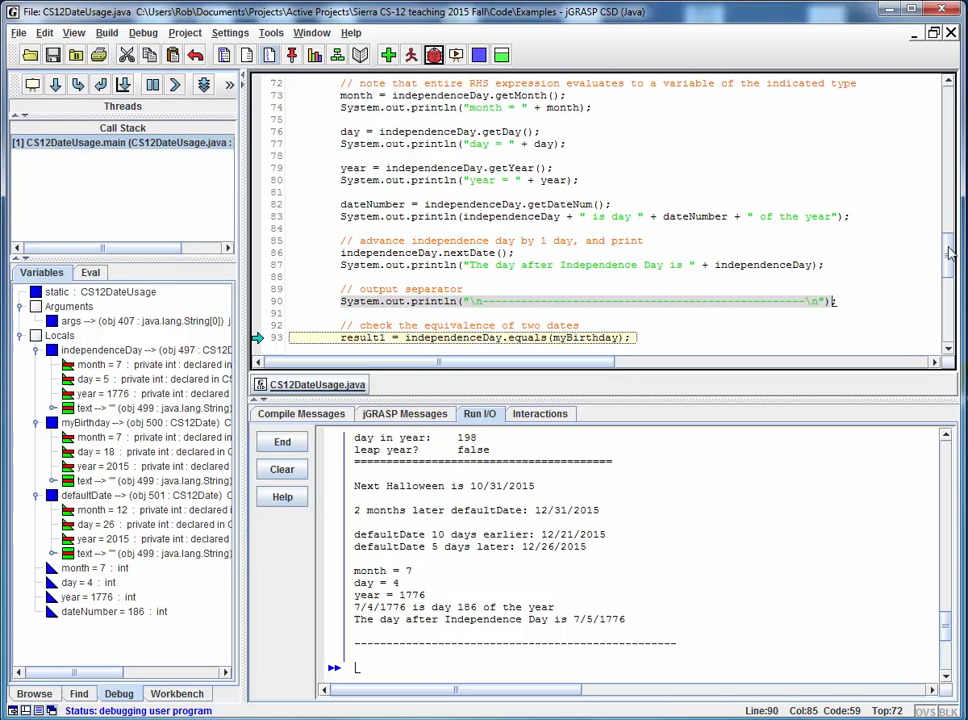 File: CS12DateUsage.java  C:\Users\Rob\Documents\Projects\Active Projects\Sierra CS-12 teaching 2015 Fall\Code\Examples - jGRASP CSD (Java)
File Edit View Build Debug Project Settings Tools Window Help
Threads
Call Stack
[1] CS12DateUsage.main (CS12DateUsage.java :
Variables Eval
static : CS12DateUsage
Arguments
args --> (obj 407 : java.lang.String[0])
Locals
independenceDay --> (obj 497 : CS12D
month = 7 : private int : declared in C
day = 5 : private int : declared in CS
year = 1776 : private int : declared
text --> "" (obj 499 : java.lang.String)
myBirthday --> (obj 500 : CS12Date)
month = 7 : private int : declared in C
day = 18 : private int : declared in C
year = 2015 : private int : declared
text --> "" (obj 499 : java.lang.String)
defaultDate --> (obj 501 : CS12Date)
month = 12 : private int : declared in
day = 26 : private int : declared in C
year = 2015 : private int : declared
text --> "" (obj 499 : java.lang.String)
month = 7 : int
day = 4 : int
year = 1776 : int
dateNumber = 186 : int
Browse Find Debug Workbench
72 // note that entire RHS expression evaluates to a variable of the indicated type
73 month = independenceDay.getMonth();
74 System.out.println("month = " + month);
75
76 day = independenceDay.getDay();
77 System.out.println("day = " + day);
78
79 year = independenceDay.getYear();
80 System.out.println("year = " + year);
81
82 dateNumber = independenceDay.getDateNum();
83 System.out.println(independenceDay + " is day " + dateNumber + " of the year");
84
85 // advance independence day by 1 day, and print
86 independenceDay.nextDate();
87 System.out.println("The day after Independence Day is " + independenceDay);
88
89 // output separator
90 System.out.println("\n--------------------------------------------------\n");
91
92 // check the equivalence of two dates
93 result1 = independenceDay.equals(myBirthday);
CS12DateUsage.java
Compile Messages jGRASP Messages Run I/O Interactions
End
Clear
Help
day in year: 198
leap year? false
========================================
Next Halloween is 10/31/2015
2 months later defaultDate: 12/31/2015
defaultDate 10 days earlier: 12/21/2015
defaultDate 5 days later: 12/26/2015
month = 7
day = 4
year = 1776
7/4/1776 is day 186 of the year
The day after Independence Day is 7/5/1776
--------------------------------------------------
Status: debugging user program
Line:90 Col:85 Code:59 Top:72 OVS BLK